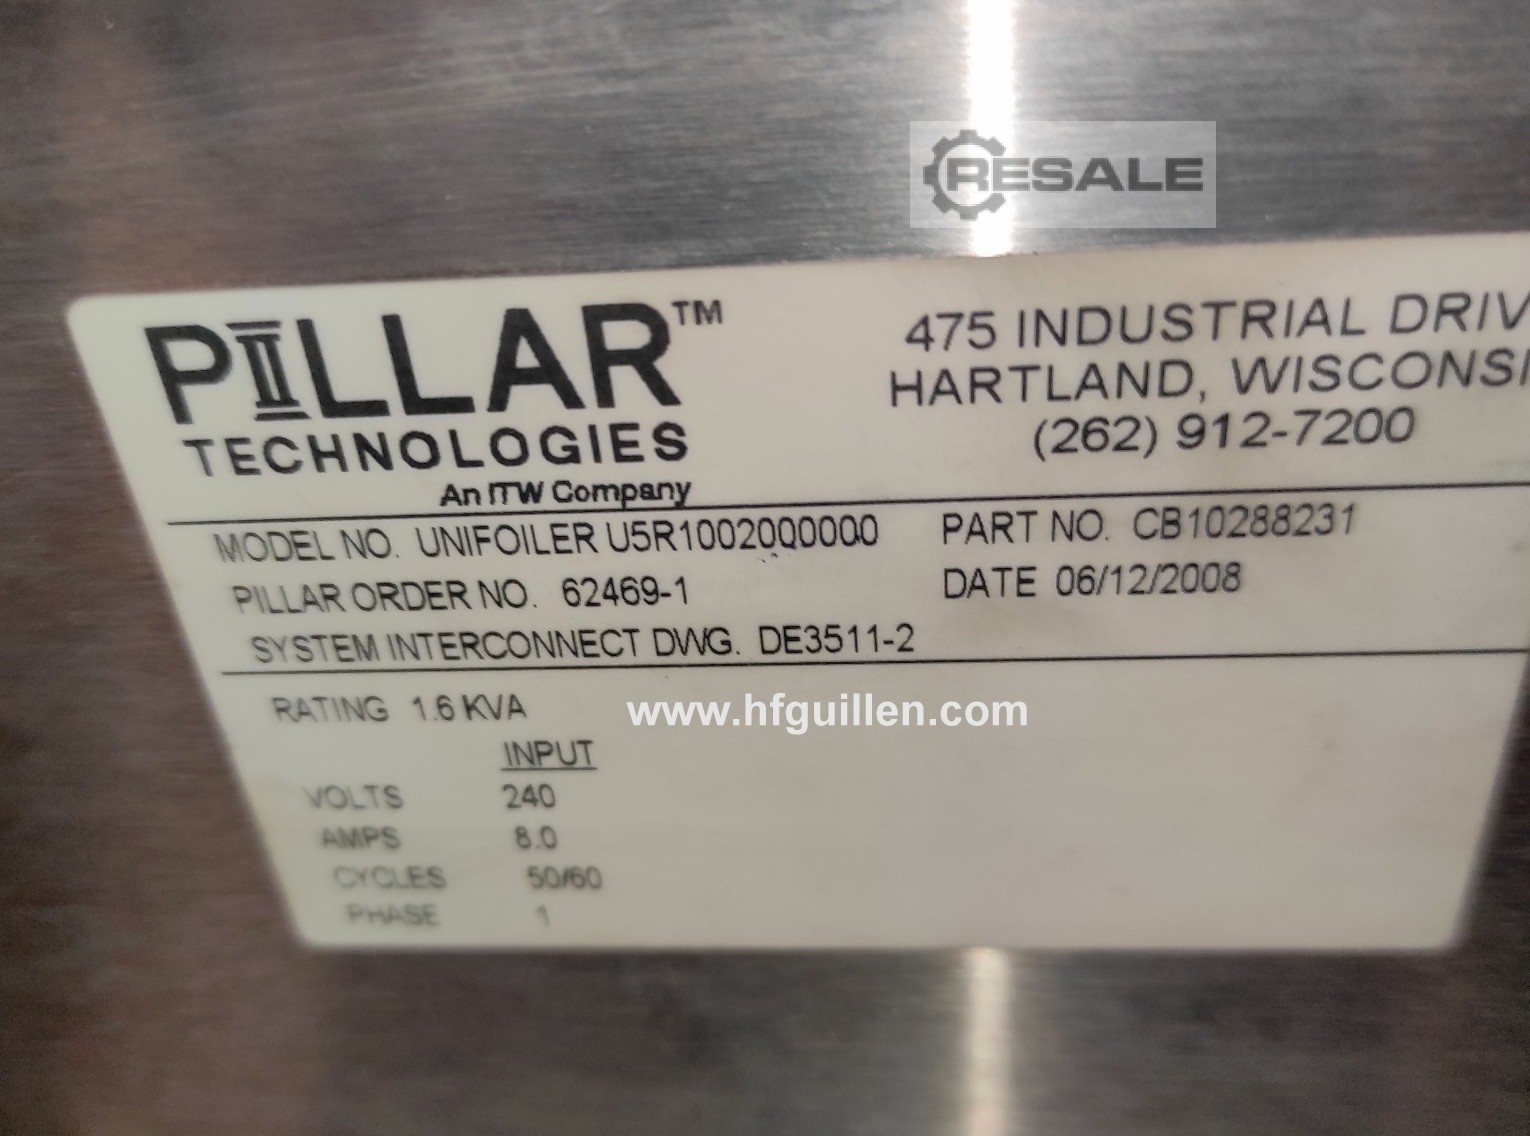 RESALE
PILLAR™
TECHNOLOGIES
An ITW Company
475 INDUSTRIAL DRIV
HARTLAND, WISCONSI
(262) 912-7200
MODEL NO. UNIFOILER U5R1002000000 PART NO. CB10288231
PILLAR ORDER NO. 62469-1 DATE 06/12/2008
SYSTEM INTERCONNECT DWG. DE3511-2
RATING 1.6 KVA
www.hfguillen.com
INPUT
VOLTS 240
AMPS 8.0
CYCLES 50/60
PHASE 1